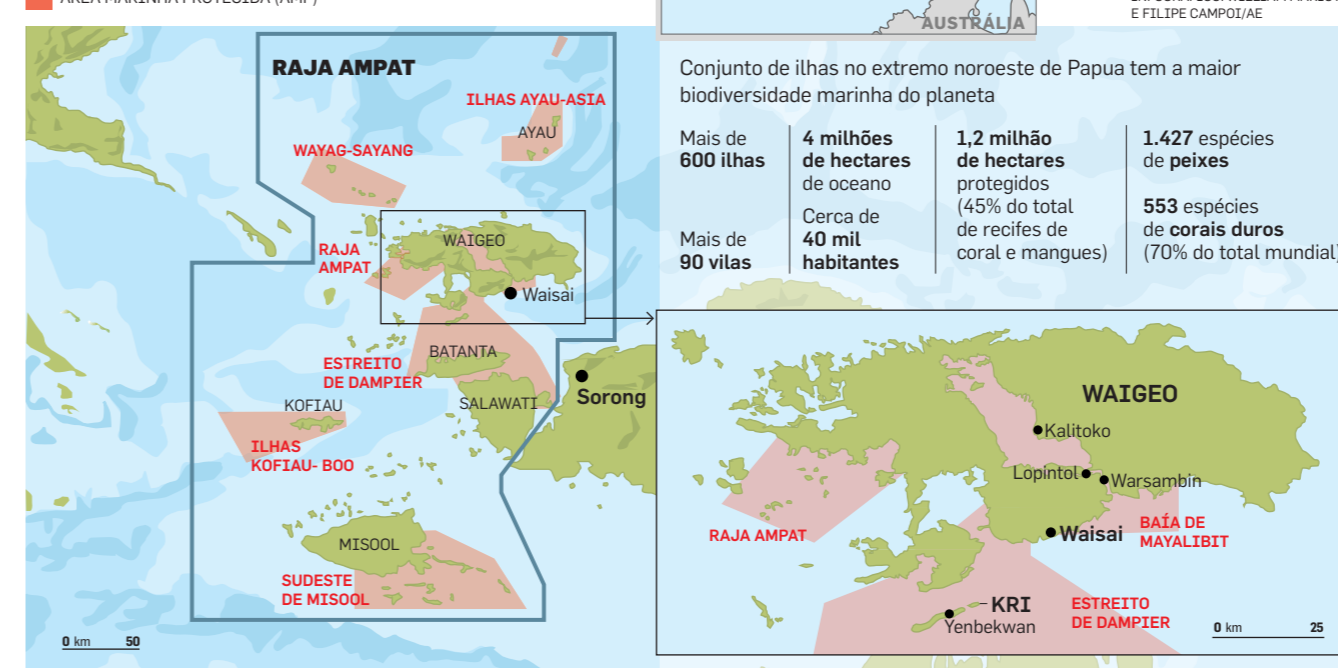 ÁREA MARINHA PROTEGIDA (AMP)
AUSTRÁLIA
E FILIPE CAMPOI/AE
RAJA AMPAT
ILHAS AYAU-ASIA
AYAU
WAYAG-SAYANG
WAIGEO
RAJA
AMPAT
Waisai
BATANTA
ESTREITO
DE DAMPIER
SALAWATI
Sorong
KOFIAU
ILHAS
KOFIAU- BOO
MISOOL
SUDESTE
DE MISOOL
0 km 50
Conjunto de ilhas no extremo noroeste de Papua tem a maior
biodiversidade marinha do planeta
Mais de
600 ilhas
Mais de
90 vilas
4 milhões
de hectares
de oceano
Cerca de
40 mil
habitantes
1,2 milhão
de hectares
protegidos
(45% do total
de recifes de
coral e mangues)
1.427 espécies
de peixes
553 espécies
de corais duros
(70% do total mundial)
WAIGEO
Kalitoko
Lopintol
Warsambin
RAJA AMPAT
Waisai
BAÍA DE
MAYALIBIT
KRI
Yenbekwan
ESTREITO
DE DAMPIER
0 km 25